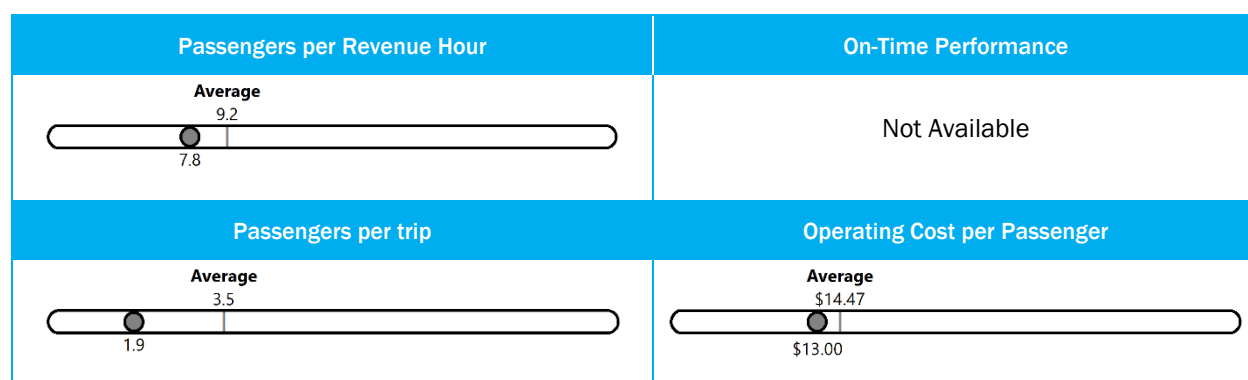 Passengers per Revenue Hour
On-Time Performance
Average
9.2
7.8
Not Available
Passengers per trip
Operating Cost per Passenger
Average
3.5
1.9
Average
$14.47
$13.00